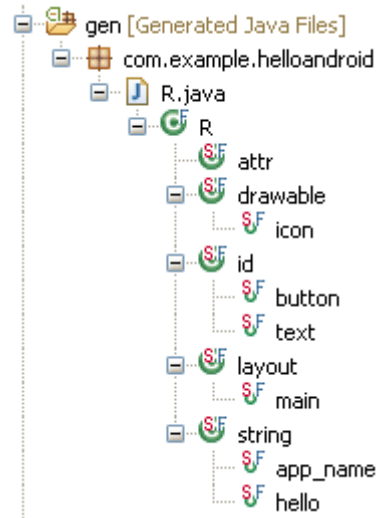 gen [Generated Java Files]
com.example.helloandroid
R.java
R
attr
drawable
icon
id
button
text
layout
main
string
app_name
hello